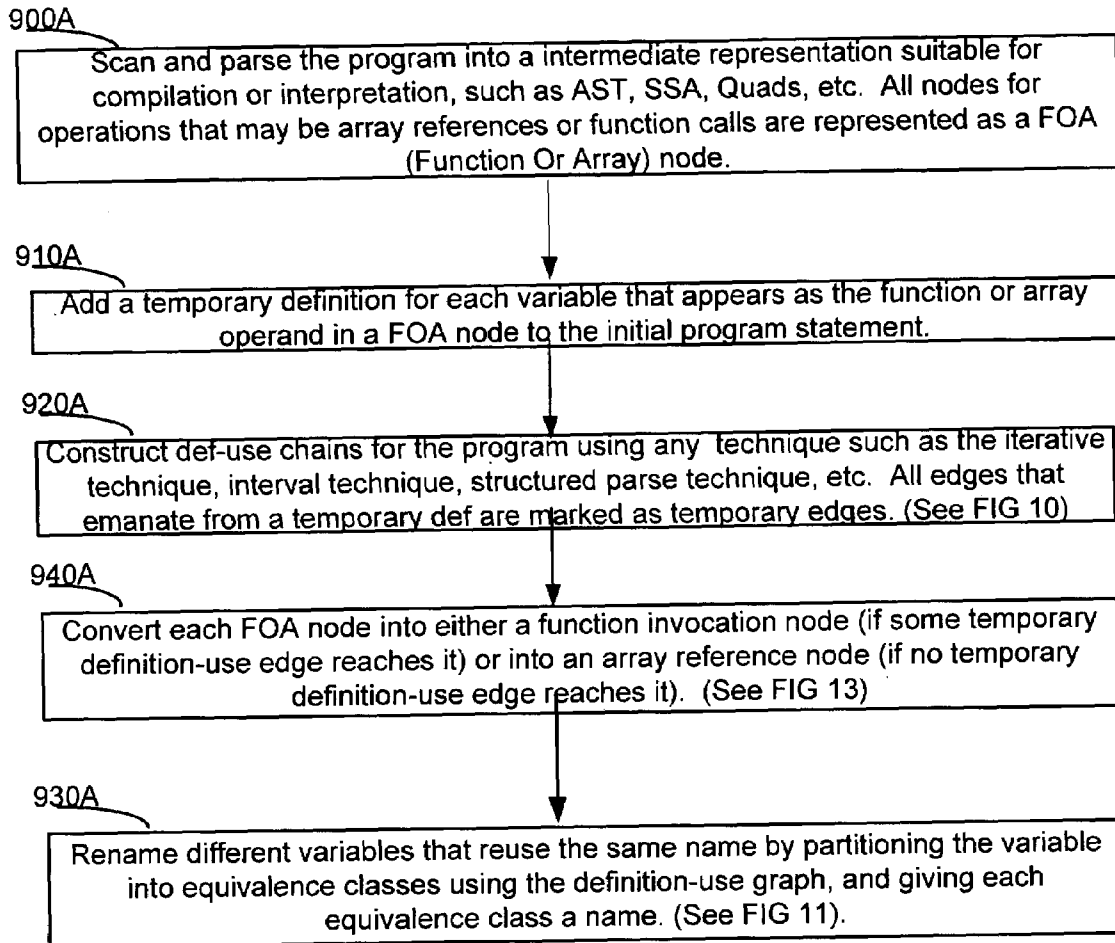 900A
Scan and parse the program into a intermediate representation suitable for
compilation or interpretation, such as AST, SSA, Quads, etc. All nodes for
operations that may be array references or function calls are represented as a FOA
(Function Or Array) node.
910A
Add a temporary definition for each variable that appears as the function or array
operand in a FOA node to the initial program statement.
920A
Construct def-use chains for the program using any technique such as the iterative
technique, interval technique, structured parse technique, etc. All edges that
emanate from a temporary def are marked as temporary edges. (See FIG 10)
940A
Convert each FOA node into either a function invocation node (if some temporary
definition-use edge reaches it) or into an array reference node (if no temporary
definition-use edge reaches it). (See FIG 13)
930A
Rename different variables that reuse the same name by partitioning the variable
into equivalence classes using the definition-use graph, and giving each
equivalence class a name. (See FIG 11).